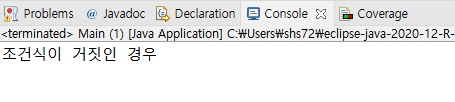 Problems @ Javadoc Declaration Console Coverage
<terminated> Main (1) [Java Application] C:₩Users₩shs72₩eclipse-java-2020-12-R-
조건식이 거짓인 경우